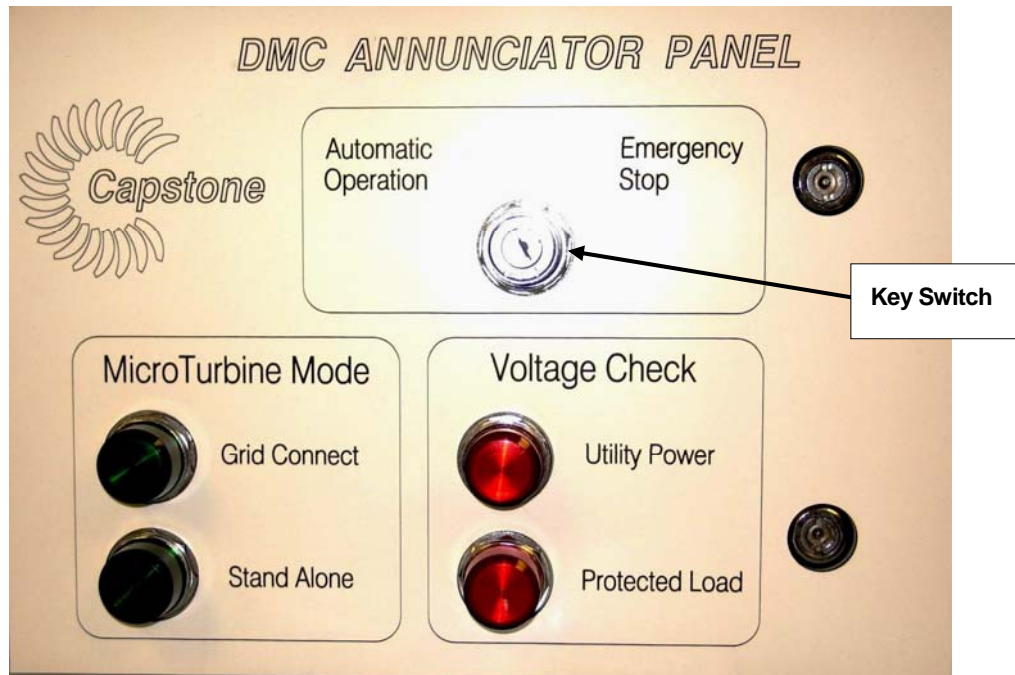 DMC ANNUNCIATOR PANEL
Capstone
Automatic
Operation
Emergency
Stop
Key Switch
MicroTurbine Mode
Grid Connect
Stand Alone
Voltage Check
Utility Power
Protected Load